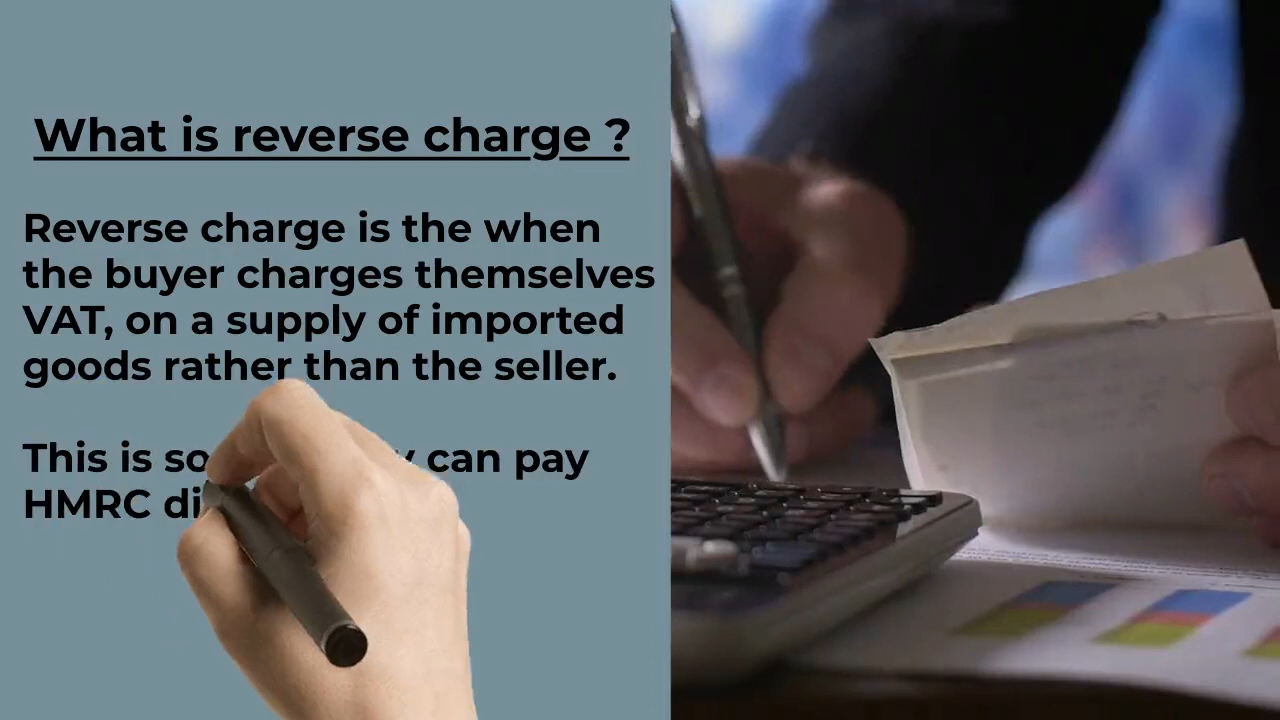 What is reverse charge ?
Reverse charge is the when
the buyer charges themselves
VAT, on a supply of imported
goods rather than the seller.
This is so can pay
HMRC